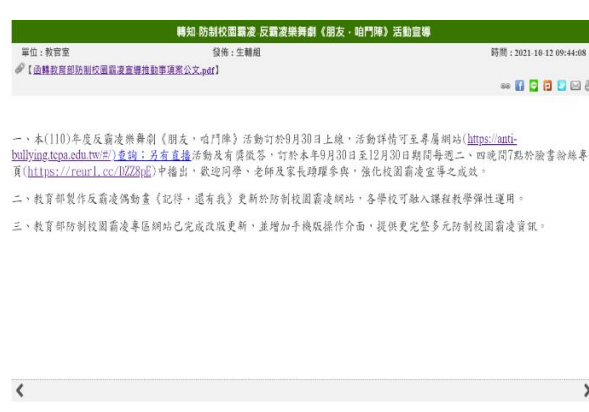 轉知-防制校園霸凌 反霸凌樂舞劇《朋友‧咱鬥陣》活動宣導
單位：教官室 發佈：生輔組 時間：2021-10-12 09:44:08
【函轉教育部防制校園霸凌宣導推動事項案公文.pdf】
一、本(110)年度反霸凌樂舞劇《朋友，咱鬥陣》活動訂於9月30日上線，活動詳情可至專屬網站(https://anti-
bullying.tcpa.edu.tw/#/)查詢；另有直播活動及有獎徵答，訂於本年9月30日至12月30日期間每週二、四晚間7點於臉書粉絲專
頁(https://reurl.cc/DZZ8pE)中播出，歡迎同學、老師及家長踴躍參與，強化校園霸凌宣導之成效。
二、教育部製作反霸凌偶動畫《記得‧還有我》更新於防制校園霸凌網站，各學校可融入課程教學彈性運用。
三、教育部防制校園霸凌專區網站已完成改版更新，並增加手機版操作介面，提供更完整多元防制校園霸凌資訊。